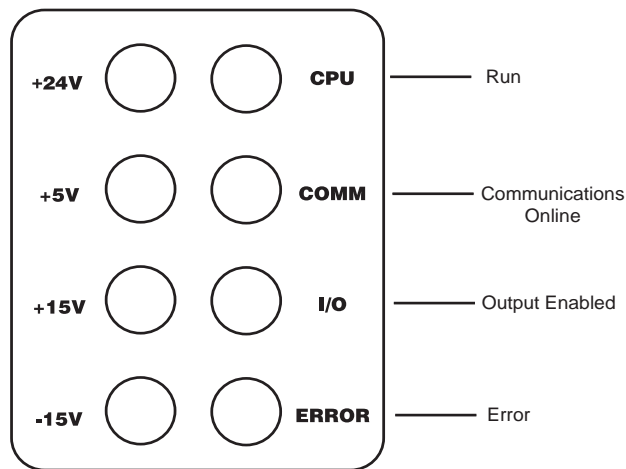 +24V CPU Run
+5V COMM Communications
Online
+15V I/O Output Enabled
-15V ERROR Error